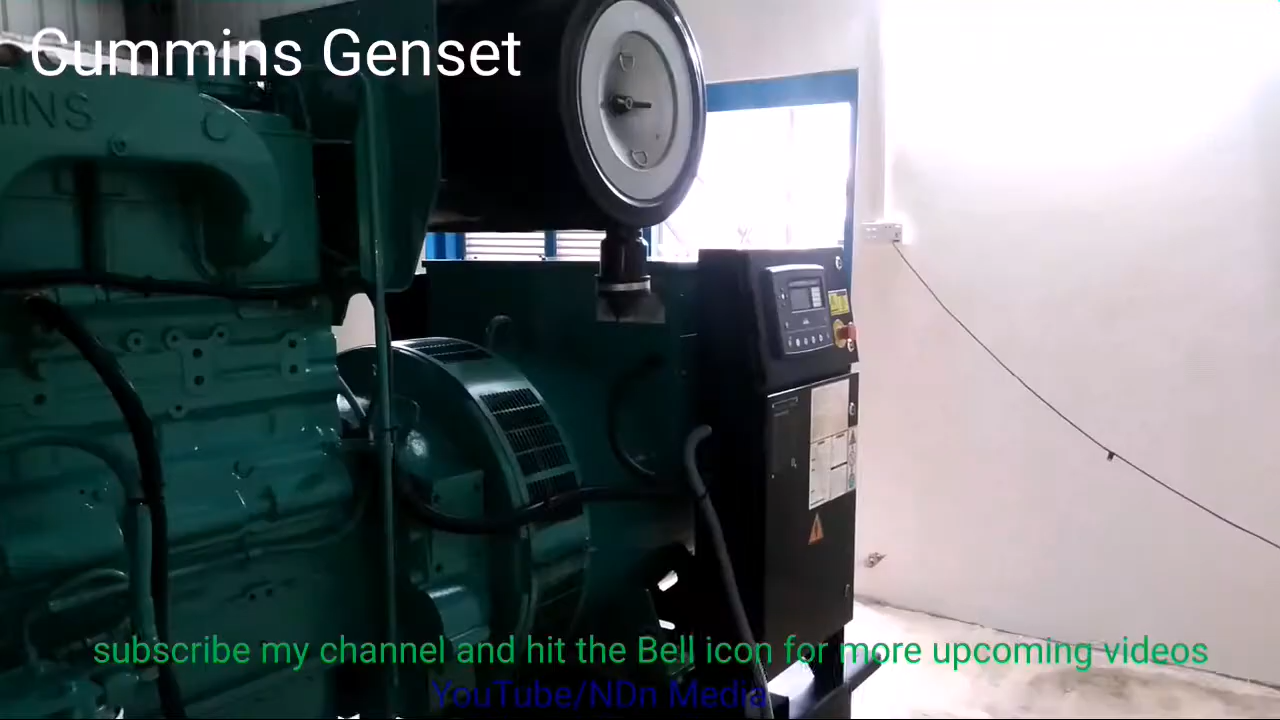 Cummins Genset
subscribe my channel and hit the Bell icon for more upcoming videos
YouTube/NDn Media